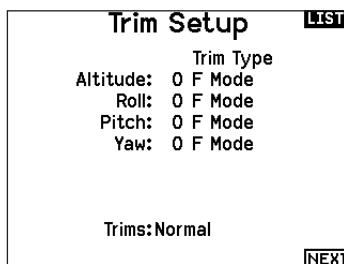 Trim Setup LIST
Trim Type
Altitude: 0 F Mode
Roll: 0 F Mode
Pitch: 0 F Mode
Yaw: 0 F Mode
Trims: Normal
NEXT